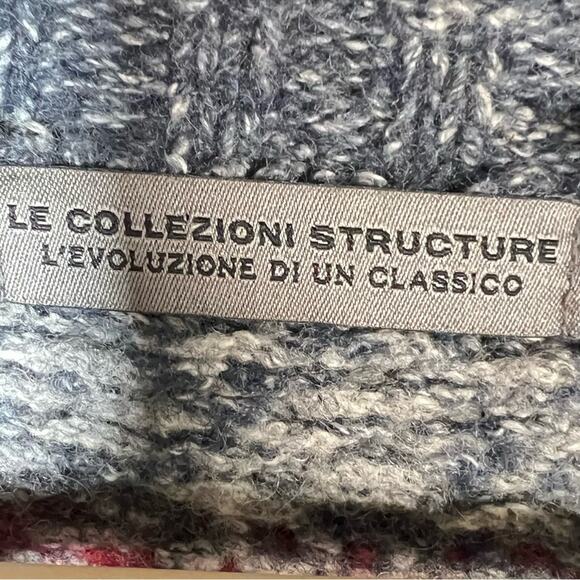 LE COLLEZIONI STRUCTURE
L'EVOLUZIONE DI UN CLASSICO